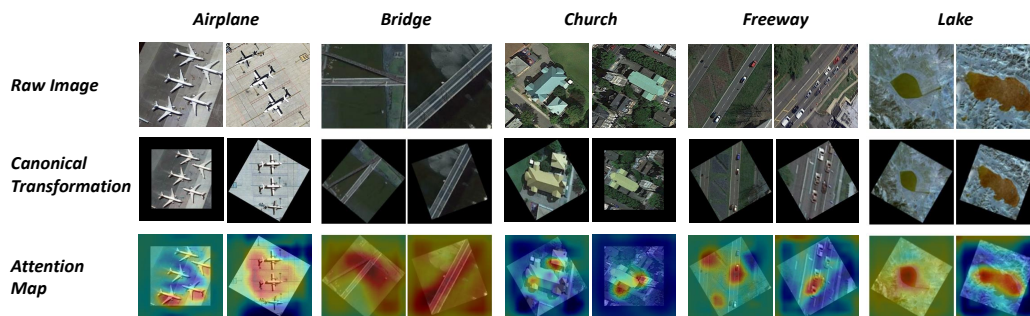 Airplane Bridge Church Freeway Lake
Raw Image
Canonical
Transformation
Attention
Map